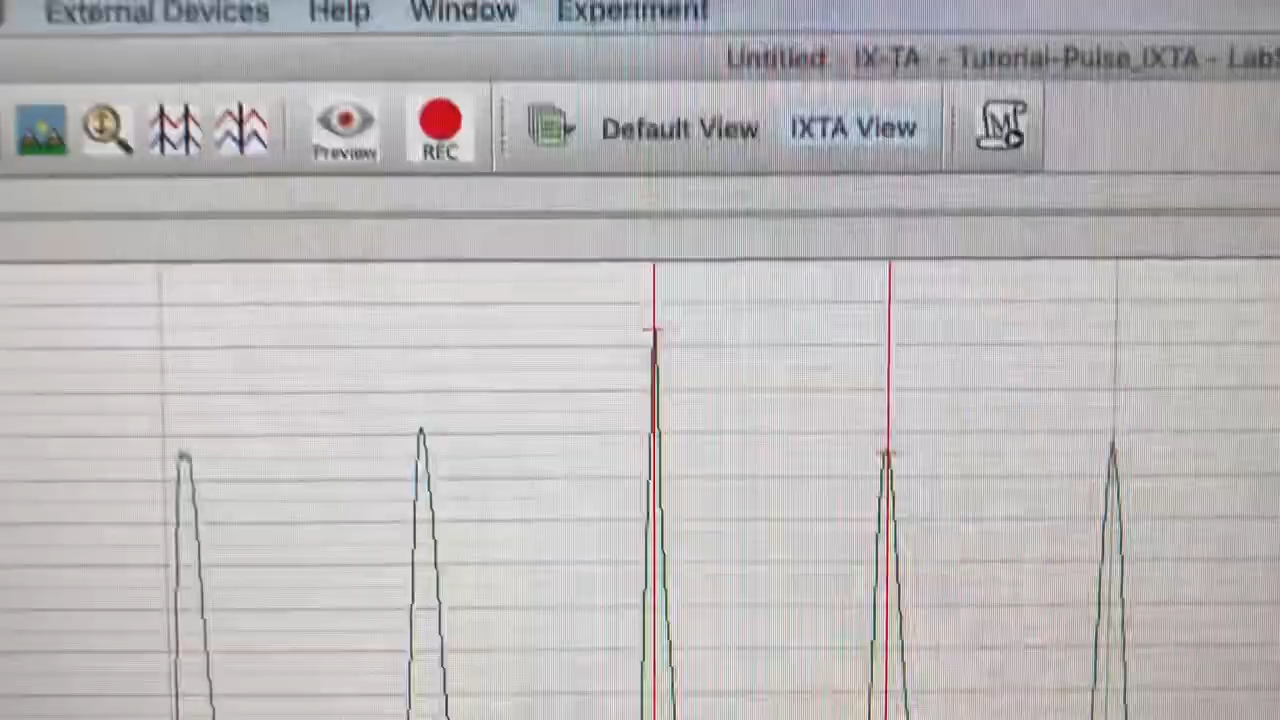 External Devices Help Window Experiment
Untitled IX-TA - Tutorial-Pulse_IXTA - Lab
Default View IXTA View
Preview REC